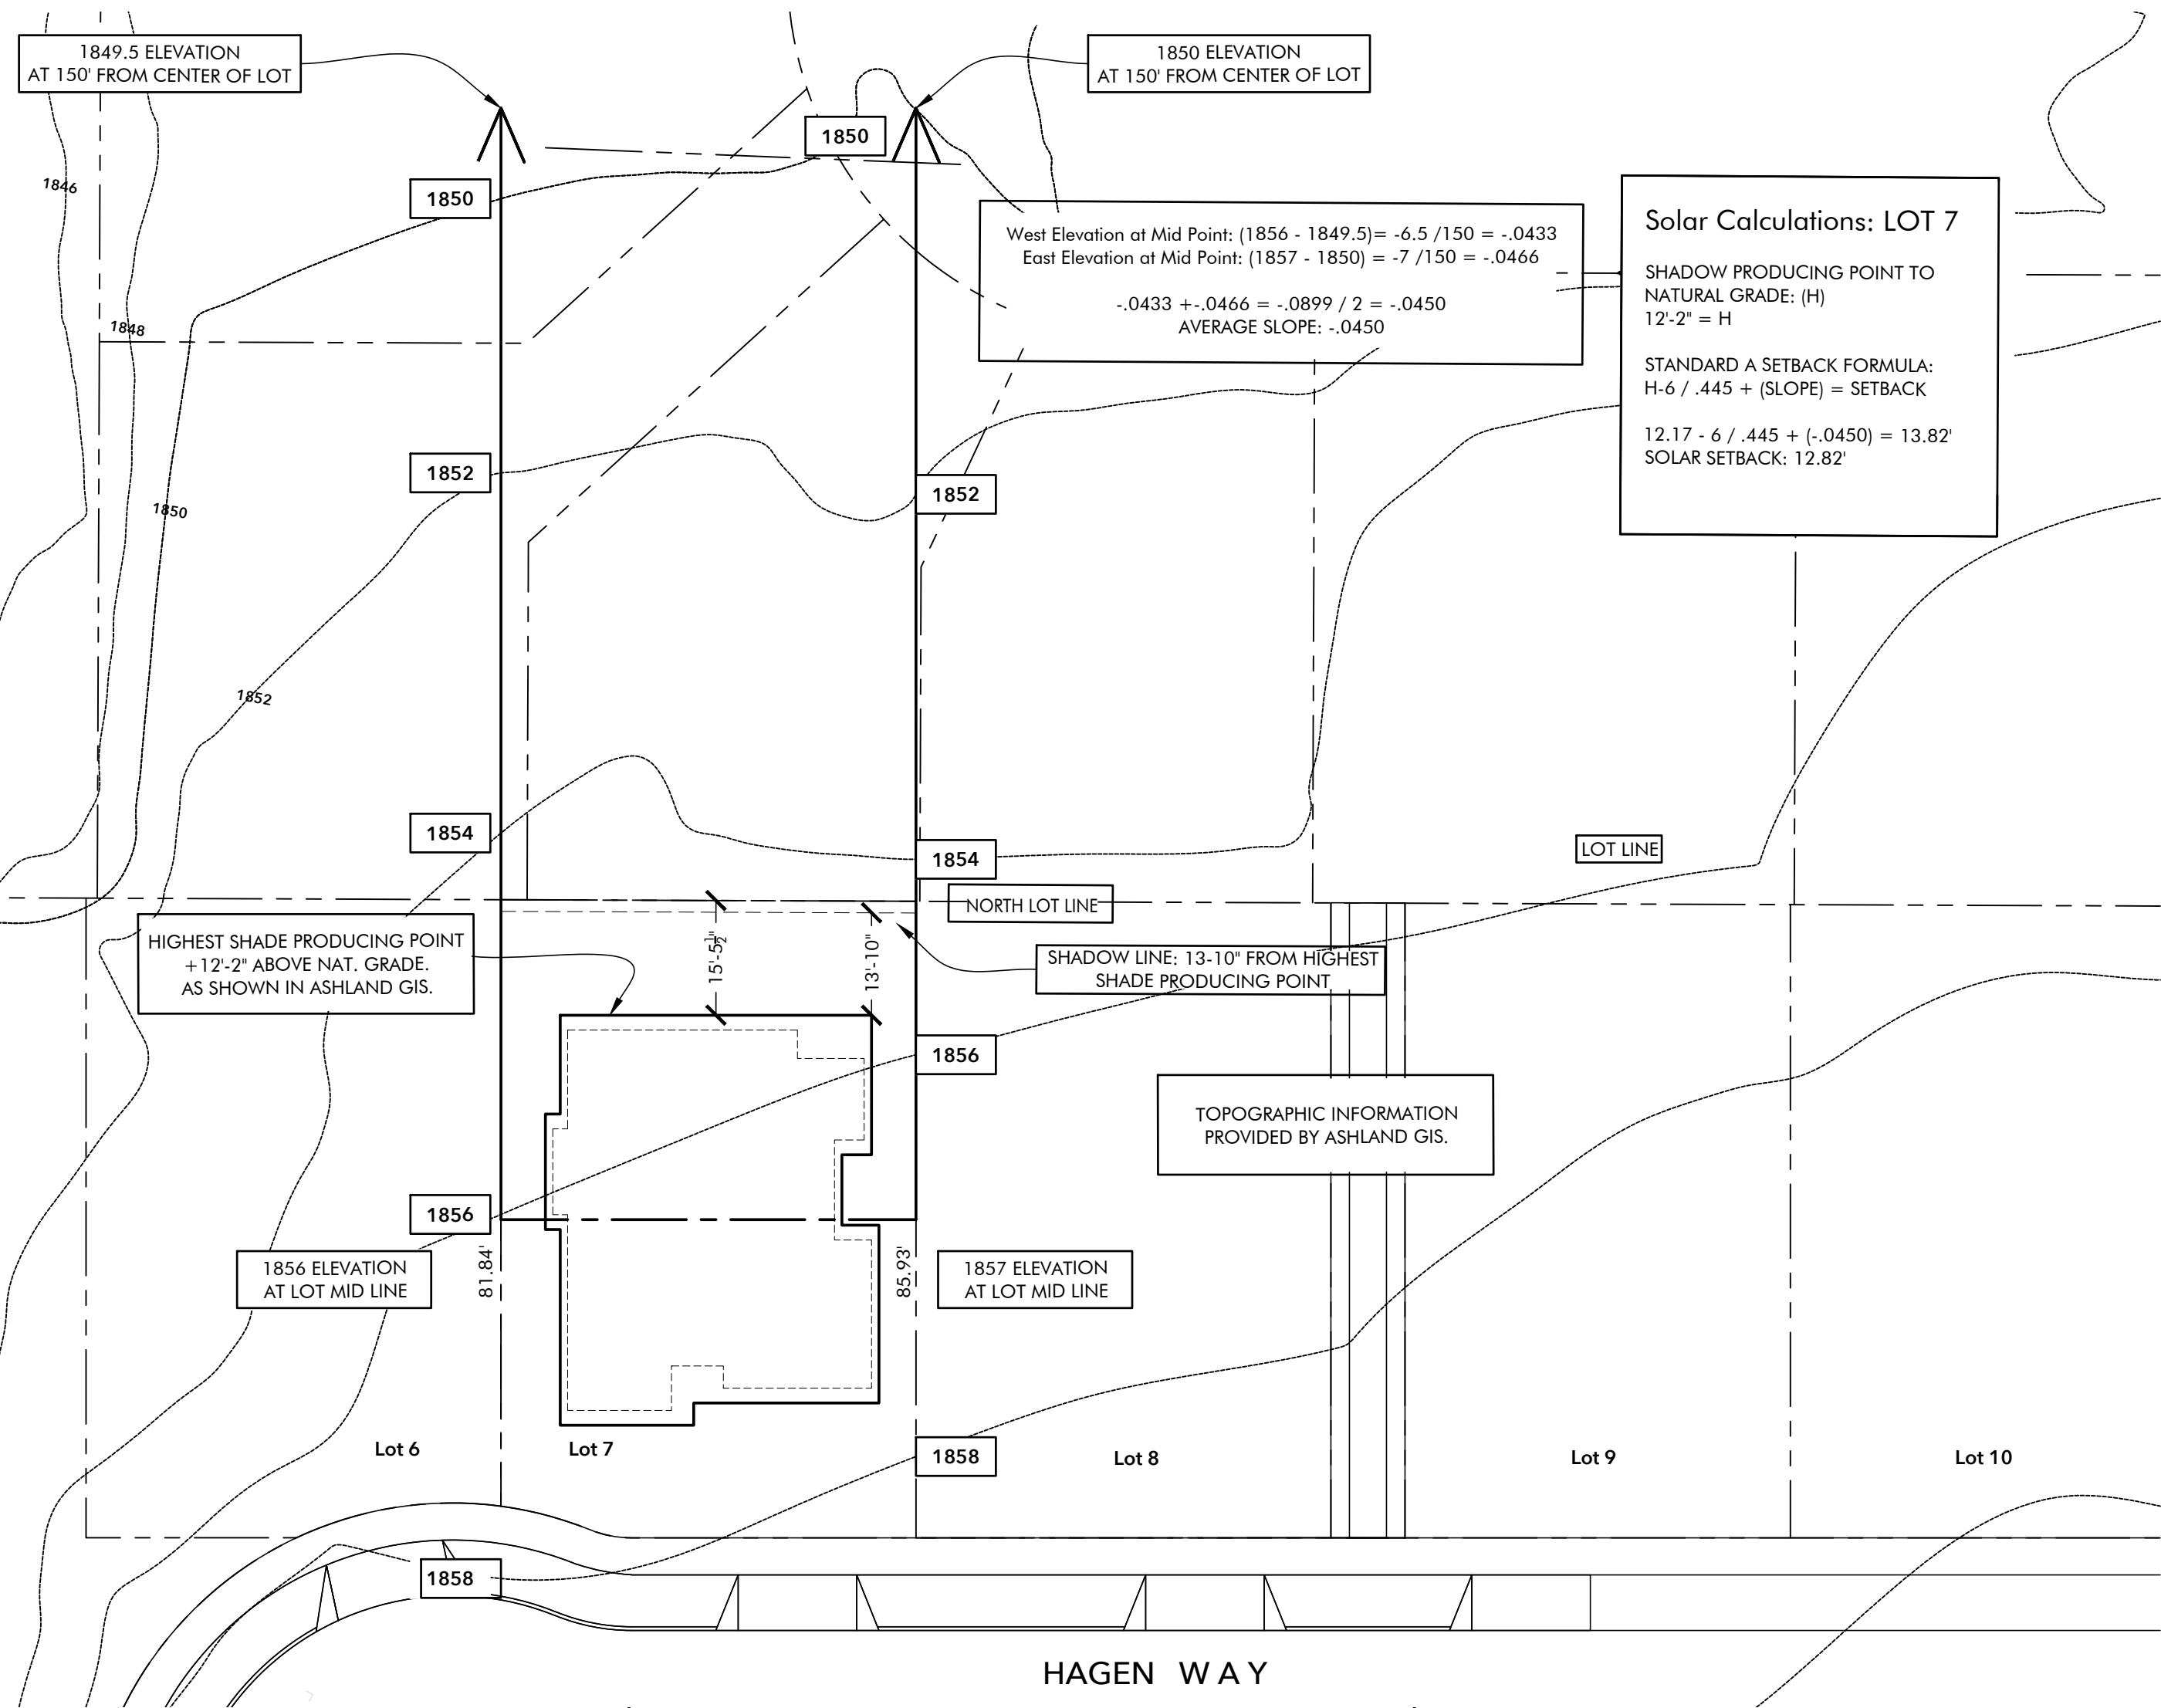 1849.5 ELEVATION
AT 150' FROM CENTER OF LOT
1850 ELEVATION
AT 150' FROM CENTER OF LOT
1850
1846
1850
1848
West Elevation at Mid Point: (1856 - 1849.5)= -6.5 /150 = -.0433
East Elevation at Mid Point: (1857 - 1850) = -7 /150 = -.0466
-.0433 +-.0466 = -.0899 / 2 = -.0450
AVERAGE SLOPE: -.0450
Solar Calculations: LOT 7
SHADOW PRODUCING POINT TO
NATURAL GRADE: (H)
12'-2" = H
STANDARD A SETBACK FORMULA:
H-6 / .445 + (SLOPE) = SETBACK
12.17 - 6 / .445 + (-.0450) = 13.82'
SOLAR SETBACK: 12.82'
1852
1852
1850
1852
1854
1854
LOT LINE
NORTH LOT LINE
HIGHEST SHADE PRODUCING POINT
+12'-2" ABOVE NAT. GRADE.
AS SHOWN IN ASHLAND GIS.
15'-5½"
13'-10"
SHADOW LINE: 13-10" FROM HIGHEST
SHADE PRODUCING POINT
1856
TOPOGRAPHIC INFORMATION
PROVIDED BY ASHLAND GIS.
1856
1856 ELEVATION
AT LOT MID LINE
81.84'
85.93'
1857 ELEVATION
AT LOT MID LINE
Lot 6
Lot 7
1858
Lot 8
Lot 9
Lot 10
1858
HAGEN WAY